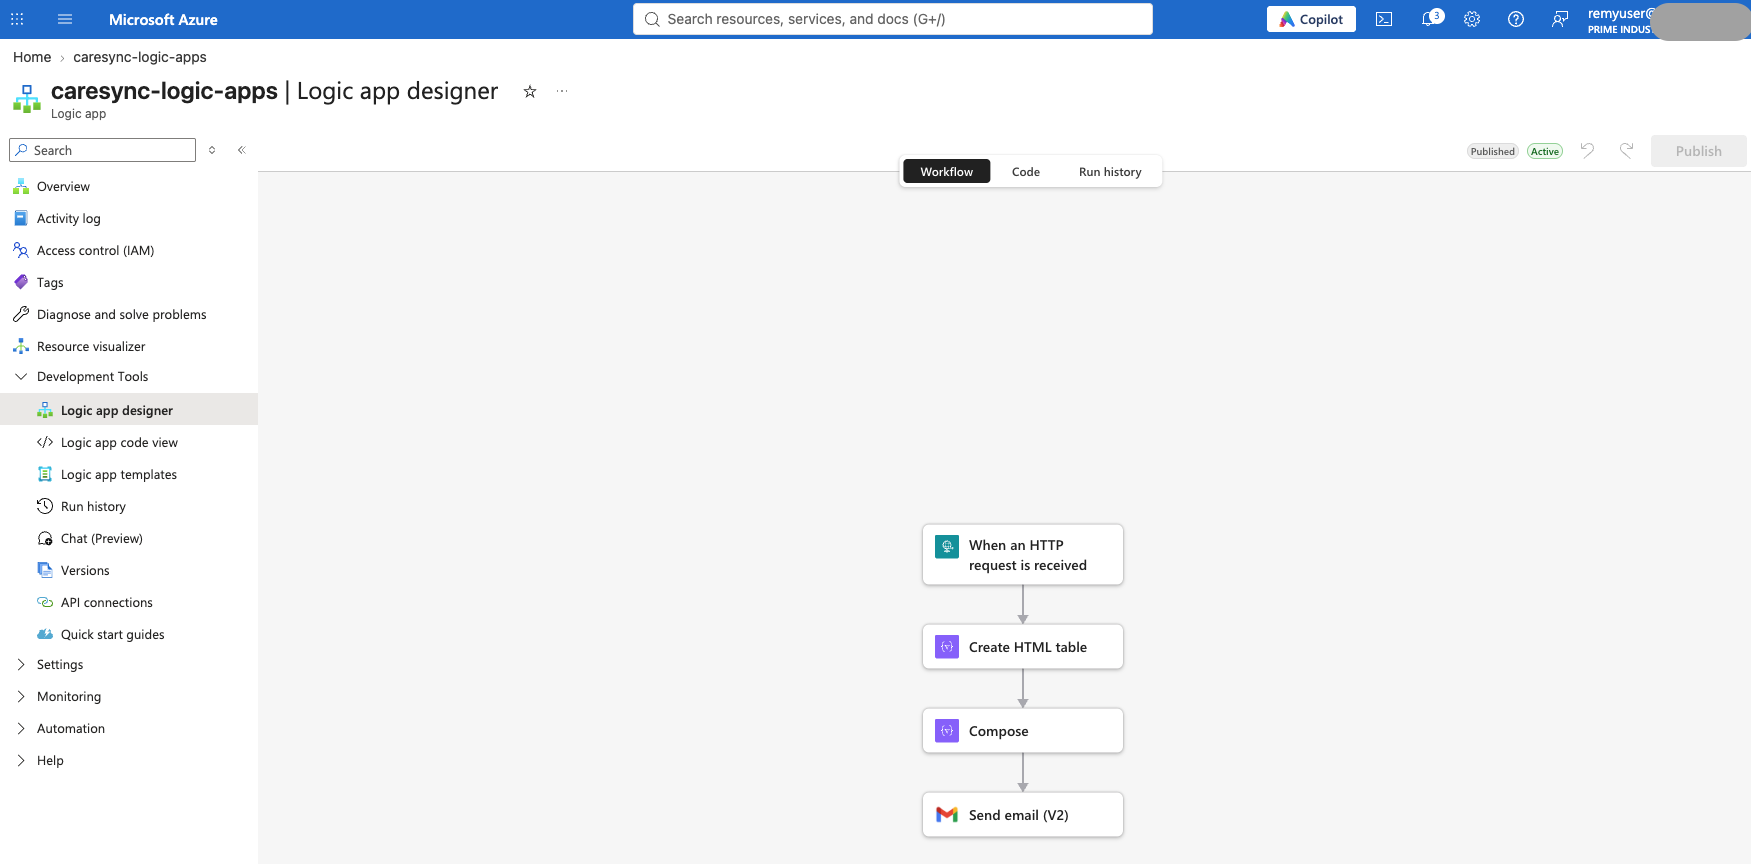 Microsoft Azure
Search resources, services, and docs (G+/)
Copilot
3
remyuser@
PRIME INDUS
Home > caresync-logic-apps
caresync-logic-apps | Logic app designer
Logic app
Search
Published
Active
Publish
Workflow
Code
Run history
Overview
Activity log
Access control (IAM)
Tags
Diagnose and solve problems
Resource visualizer
Development Tools
Logic app designer
Logic app code view
Logic app templates
Run history
Chat (Preview)
Versions
API connections
Quick start guides
Settings
Monitoring
Automation
Help
When an HTTP
request is received
Create HTML table
Compose
Send email (V2)